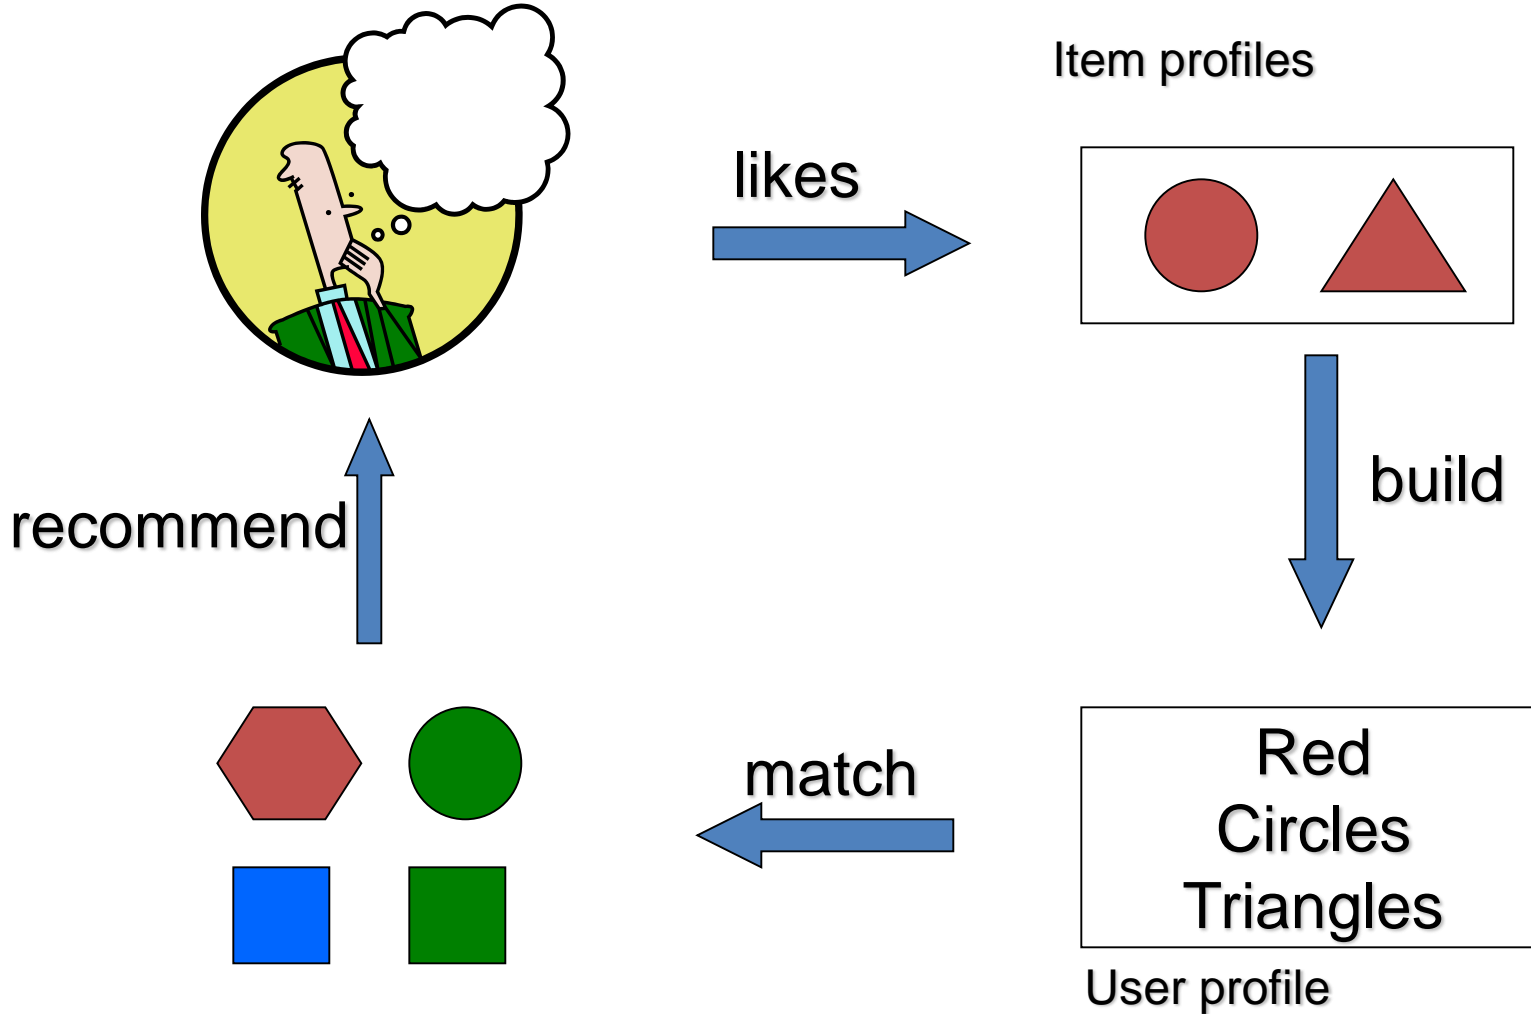 Item profiles
likes
build
recommend
match
Red
Circles
Triangles
User profile